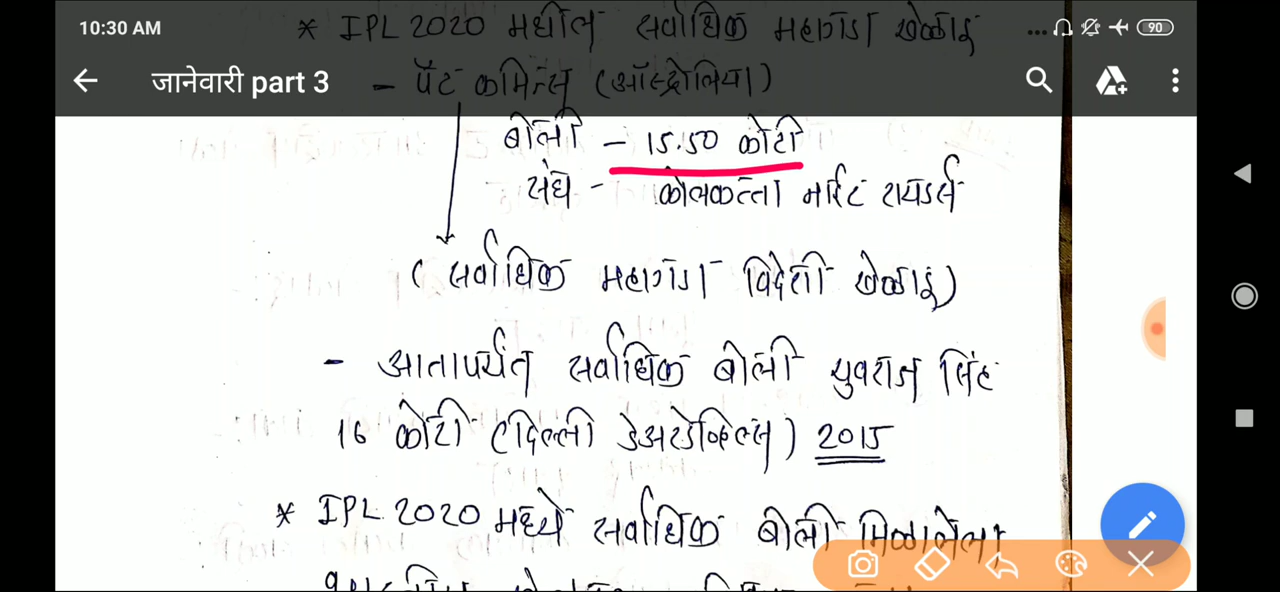 10:30 AM
90
* IPL 2020 मधील सर्वाधिक महागडा खेळाडू
जानेवारी part 3
- पॅट कमिन्स (ऑस्ट्रेलिया)
बोली - 15.50 कोटी
संघ - कोलकत्ता नाईट रायडर्स
( सर्वाधिक महागडा विदेशी खेळाडू)
- आतापर्यंत सर्वाधिक बोली युवराज सिंह
16 कोटी (दिल्ली डेअरडेव्हिल्स) 2015
* IPL 2020 मध्ये सर्वाधिक बोली मिळालेला